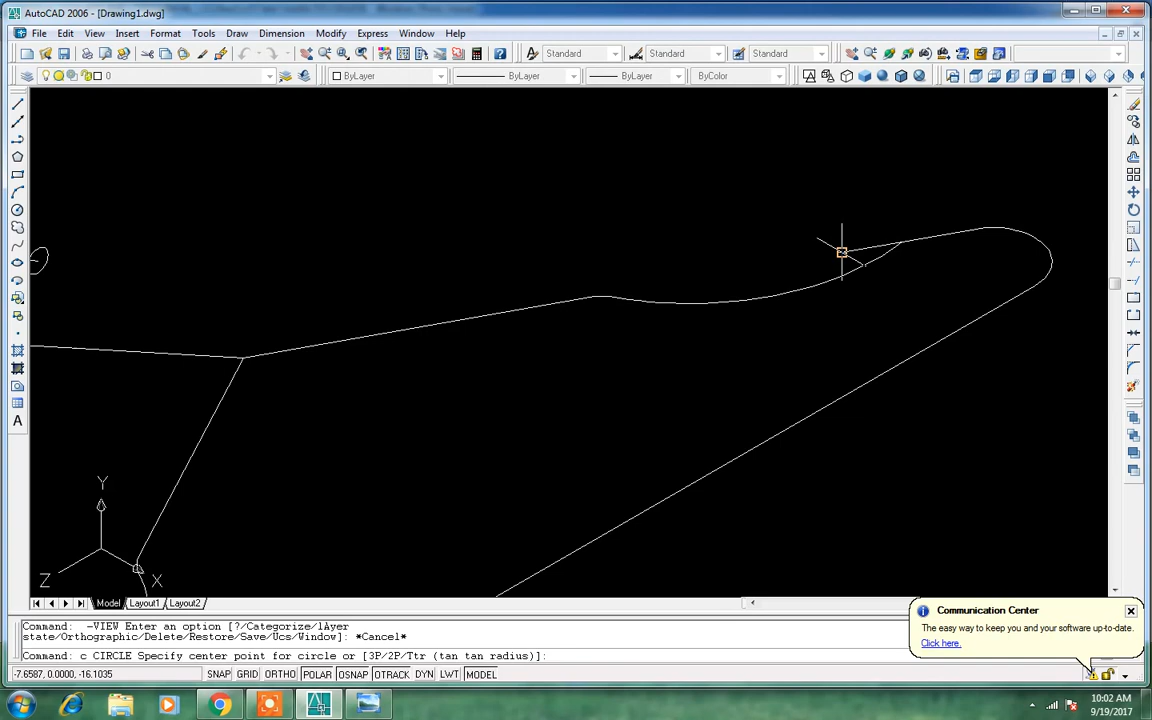 AutoCAD 2006 - [Drawing1.dwg]
File Edit View Insert Format Tools Draw Dimension Modify Express Window Help
Standard Standard Standard
0 ByLayer ByLayer ByLayer ByColor
A
Y
Z X
Model Layout1 Layout2
Command: -VIEW Enter an option [?/Categorize/lAyer
state/Orthographic/Delete/Restore/Save/Ucs/Window]: *Cancel*
Command: c CIRCLE Specify center point for circle or [3P/2P/Ttr (tan tan radius)]:
Communication Center
The easy way to keep you and your software up-to-date.
Click here.
-7.6587, 0.0000, -16.1035 SNAP GRID ORTHO POLAR OSNAP OTRACK DYN LWT MODEL
10:02 AM
9/19/2017